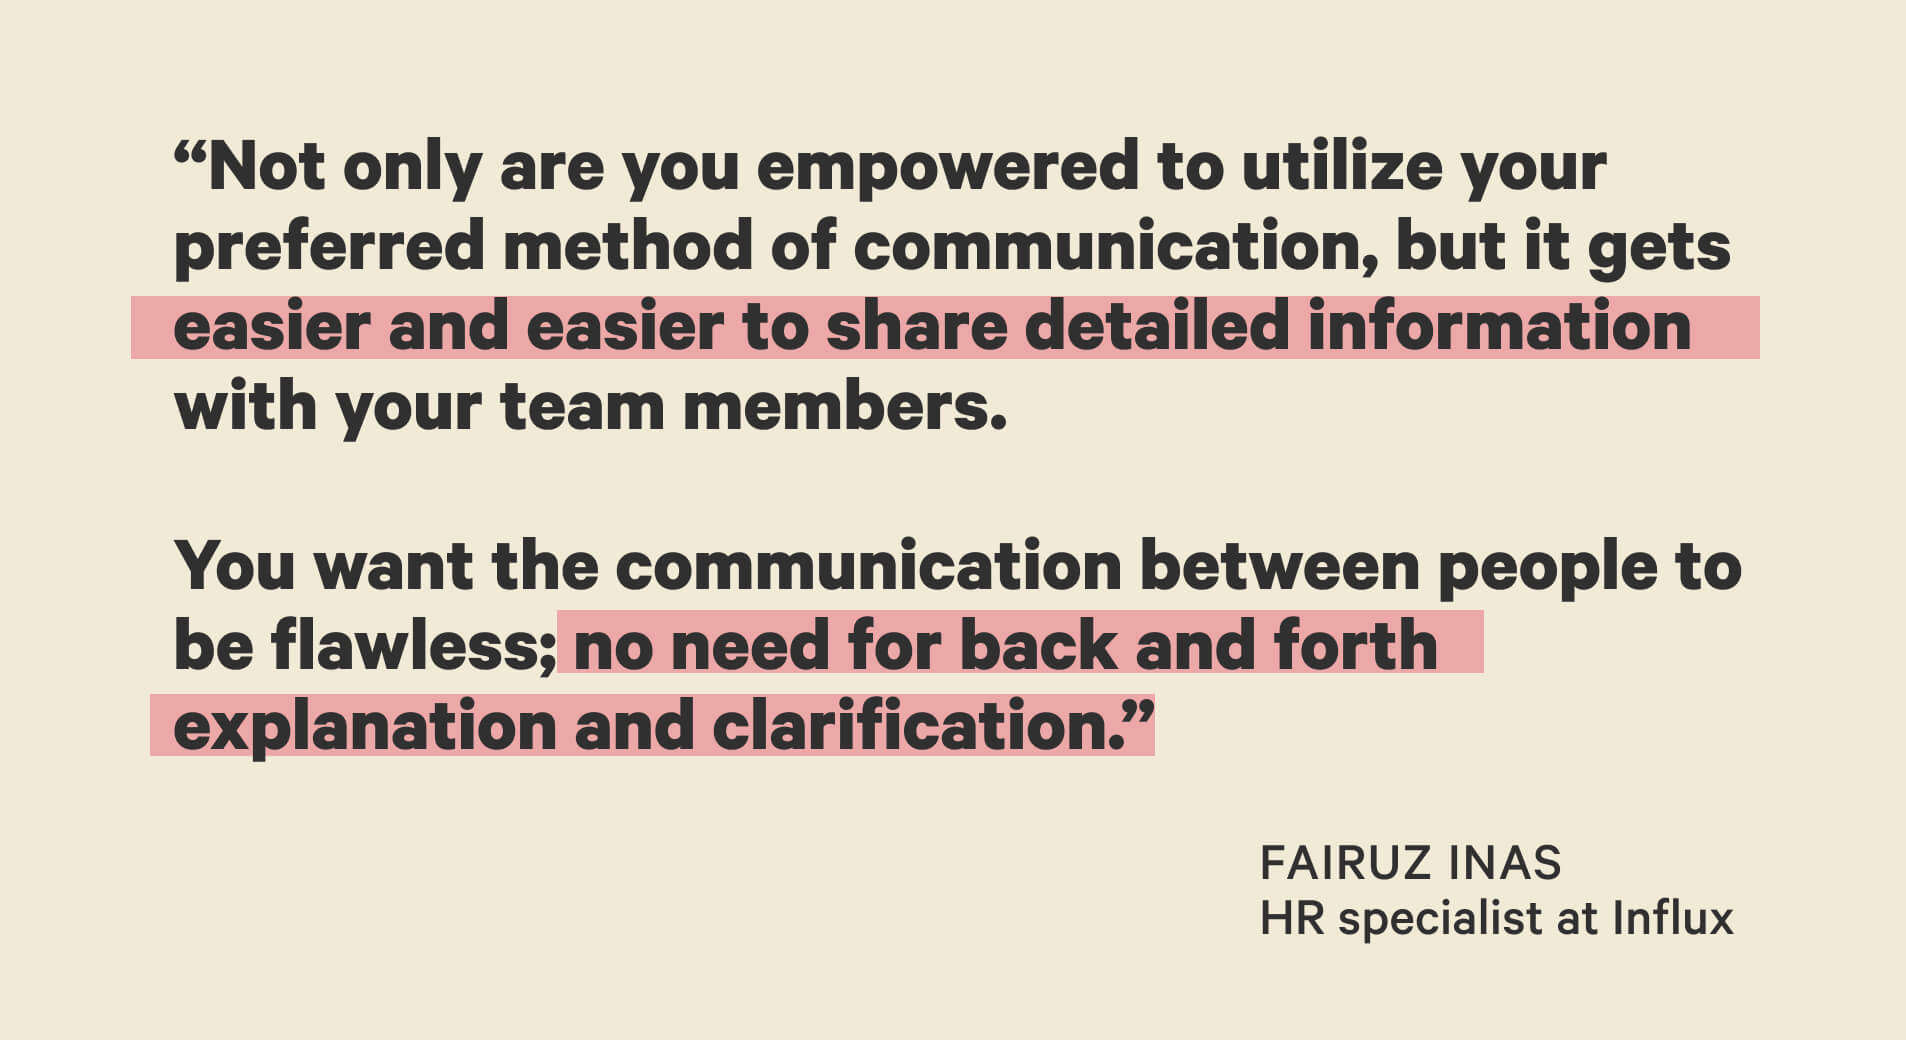 “Not only are you empowered to utilize your
preferred method of communication, but it gets
easier and easier to share detailed information
with your team members.
You want the communication between people to
be flawless; no need for back and forth
explanation and clarification.”
FAIRUZ INAS
HR specialist at Influx